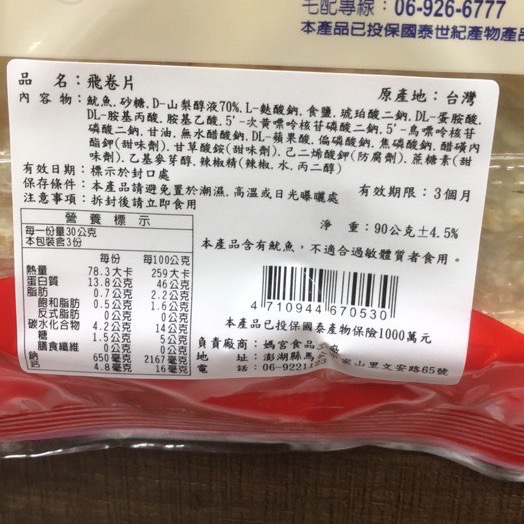 宅配專線：06-926-6777
本產品已投保國泰世紀產物產品
品 名：飛卷片
原產地：台灣
內容物：魷魚,砂糖,D-山梨醇液70%,L-麩酸鈉,食鹽,琥珀酸二鈉,DL-蛋胺酸,
DL-胺基丙酸,胺基乙酸,5'-次黃嘌呤核苷磷酸二鈉,5'-鳥嘌呤核苷
磷酸二鈉,甘油,無水醋酸鈉,DL-蘋果酸,偏磷酸鈉,焦磷酸鈉,醋磺內
酯鉀(甜味劑),甘草酸銨(甜味劑),己二烯酸鉀(防腐劑),蔗糖素(甜
味劑),乙基麥芽醇,辣椒精(辣椒,水,丙二醇)
有效日期：標示於封口處
保存條件：本產品請避免置於潮濕、高溫或日光曝曬處
有效期限：3個月
注意事項：拆封後請立即食用
營養標示
每一份量30公克
本包裝含3份
每份 每100公克
熱量 78.3大卡 259大卡
蛋白質 13.8公克 46公克
脂肪 0.7公克 2.2公克
飽和脂肪 0.5公克 1.6公克
反式脂肪 0公克 0公克
碳水化合物 4.2公克 14公克
糖 1.5公克 5公克
膳食纖維 0公克 0公克
鈉 650毫克 2167毫克
鈣 4.8毫克 16毫克
淨 重：90公克±4.5%
本產品含有魷魚，不適合過敏體質者食用。
4 710944 670530
本產品已投保國泰產物保險1000萬元
負責廠商：媽宮食品工廠
地 址：澎湖縣馬 山里文安路65號
電 話：06-9221123